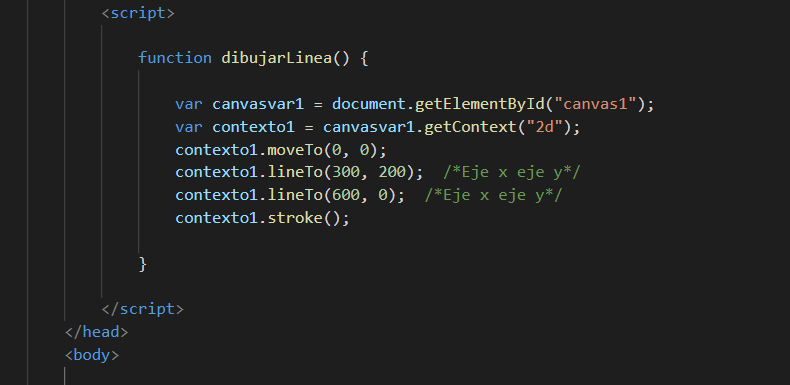 <script>
function dibujarLinea() {
var canvasvar1 = document.getElementById("canvas1");
var contexto1 = canvasvar1.getContext("2d");
contexto1.moveTo(0, 0);
contexto1.lineTo(300, 200);  /*Eje x eje y*/
contexto1.lineTo(600, 0);  /*Eje x eje y*/
contexto1.stroke();
}
</script>
</head>
<body>